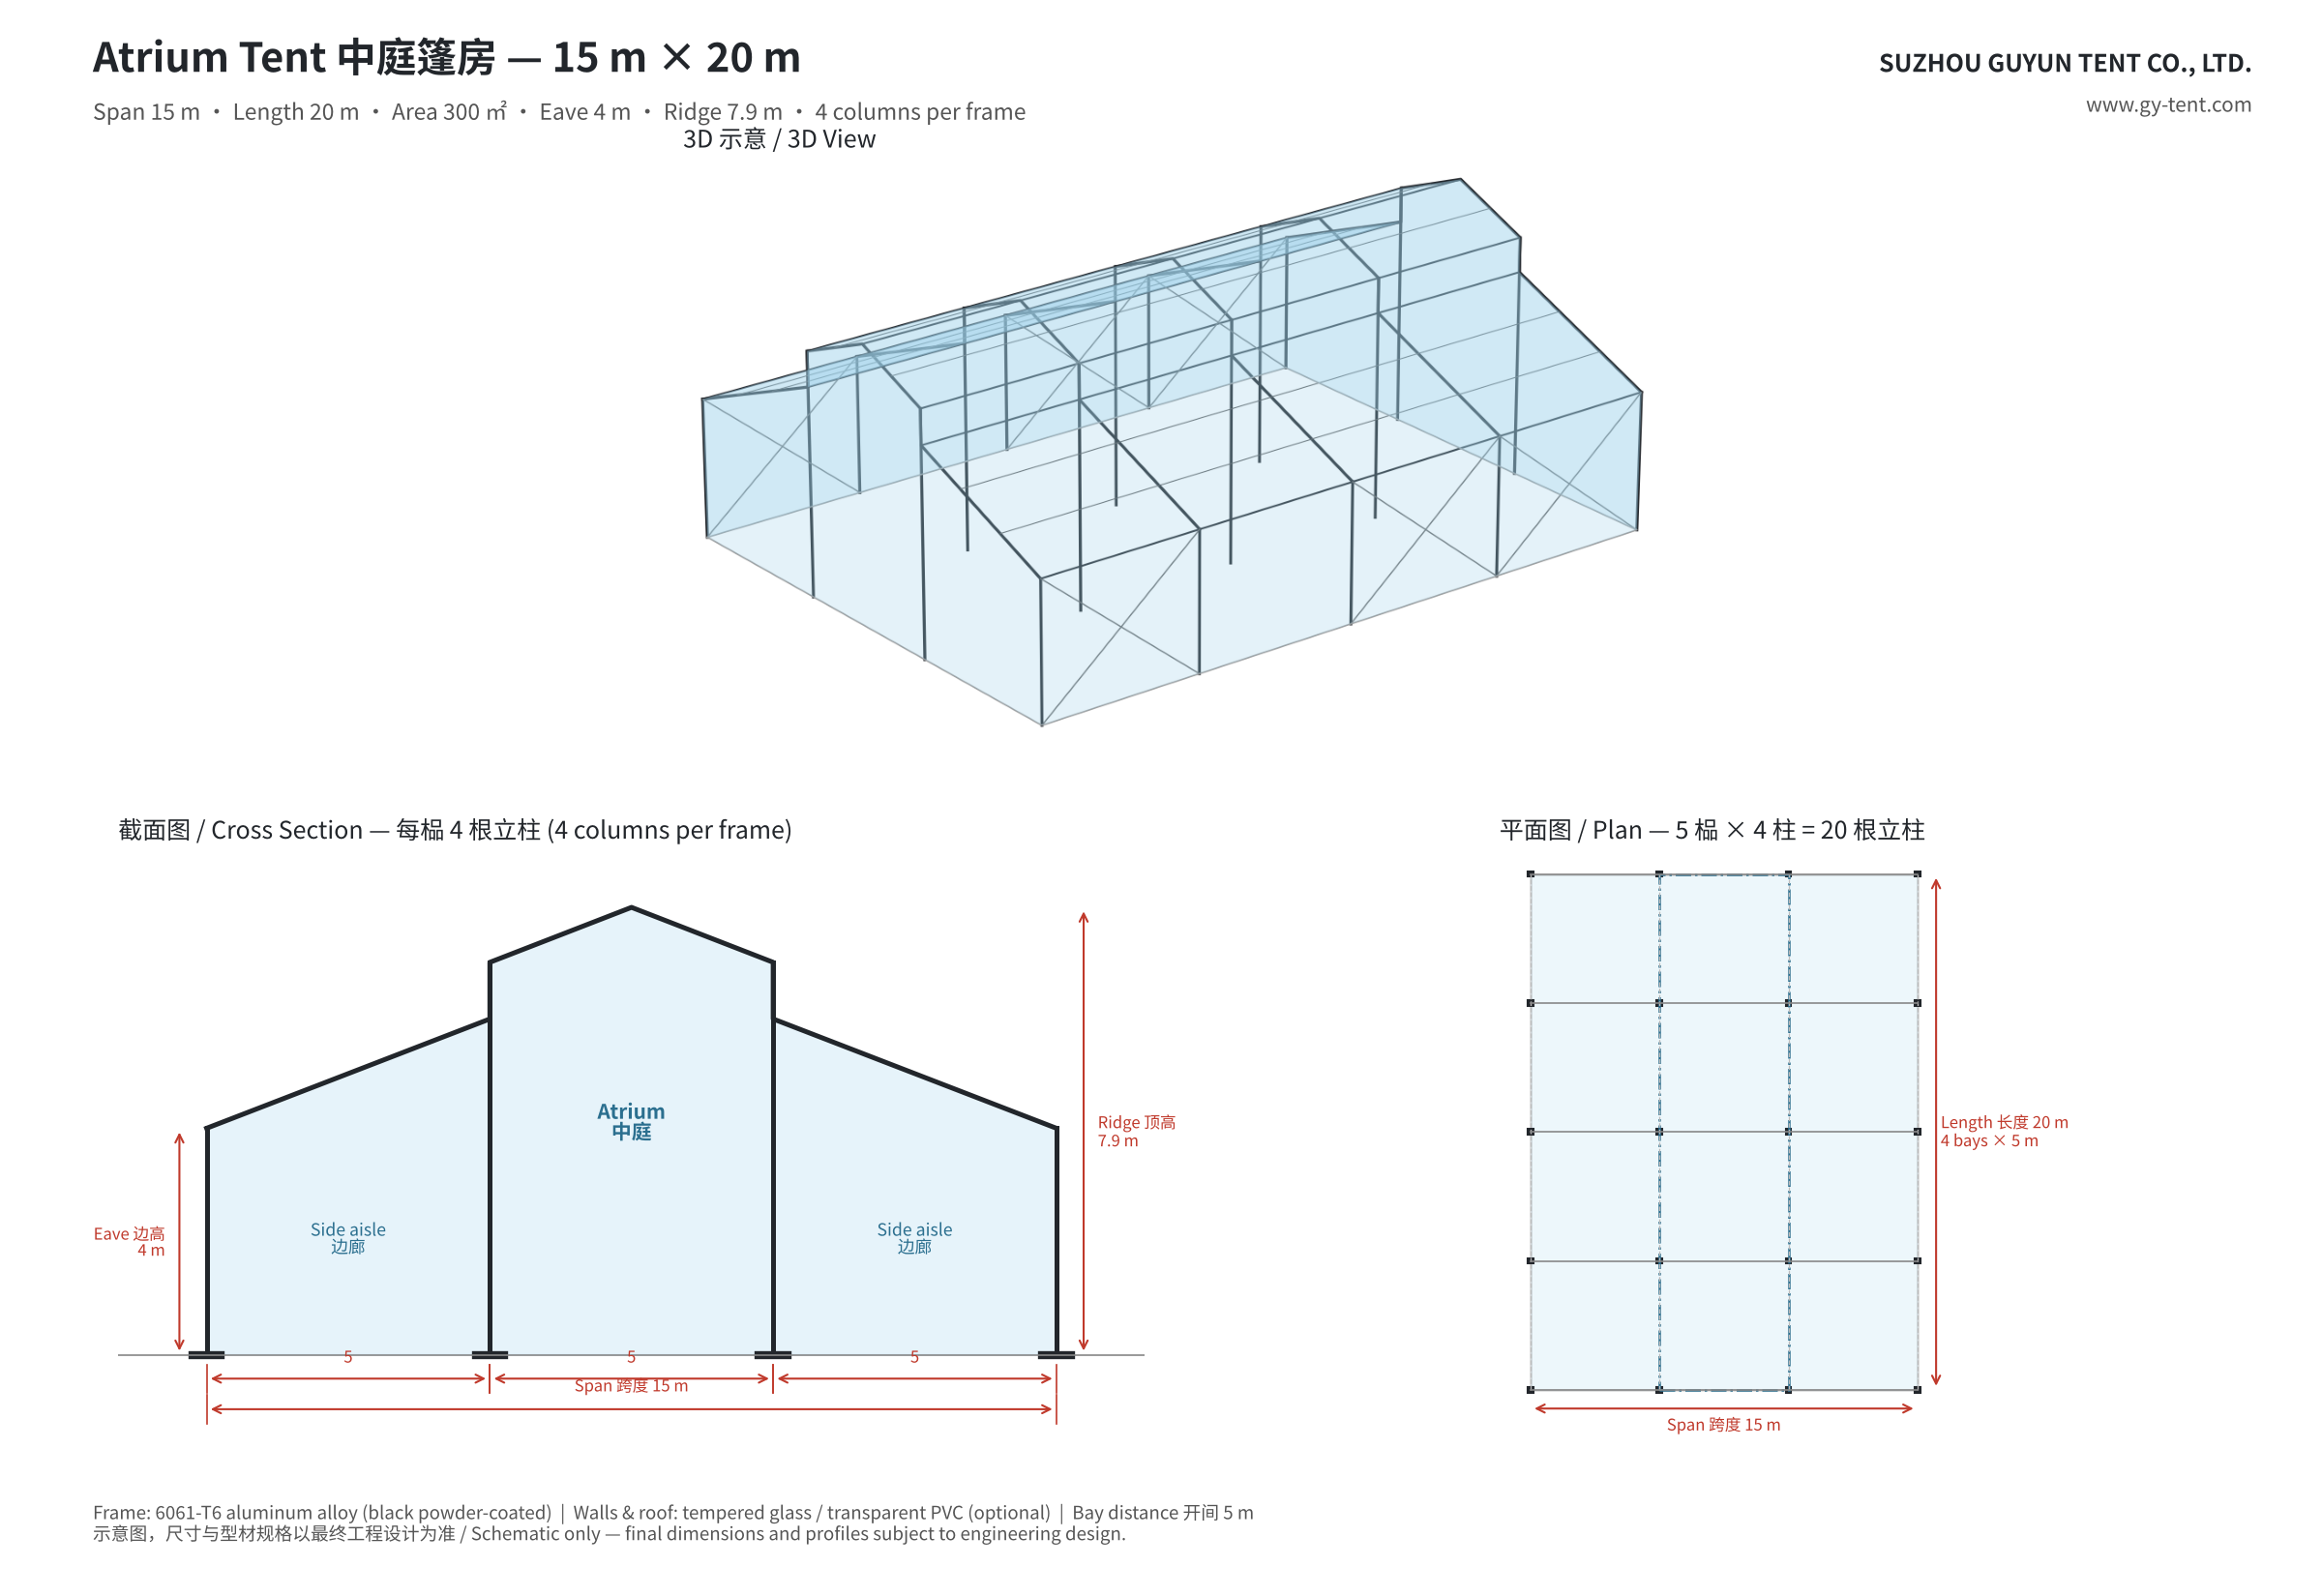 Atrium Tent 中庭篷房 — 15 m × 20 m
SUZHOU GUYUN TENT CO., LTD.
Span 15 m • Length 20 m • Area 300 ㎡ • Eave 4 m • Ridge 7.9 m • 4 columns per frame
www.gy-tent.com
3D 示意 / 3D View
截面图 / Cross Section — 每榀 4 根立柱 (4 columns per frame)
Atrium
中庭
Side aisle
边廊
Side aisle
边廊
Eave 边高
4 m
Ridge 顶高
7.9 m
5
5
5
Span 跨度 15 m
平面图 / Plan — 5 榀 × 4 柱 = 20 根立柱
Length 长度 20 m
4 bays × 5 m
Span 跨度 15 m
Frame: 6061-T6 aluminum alloy (black powder-coated) | Walls & roof: tempered glass / transparent PVC (optional) | Bay distance 开间 5 m
示意图，尺寸与型材规格以最终工程设计为准 / Schematic only — final dimensions and profiles subject to engineering design.